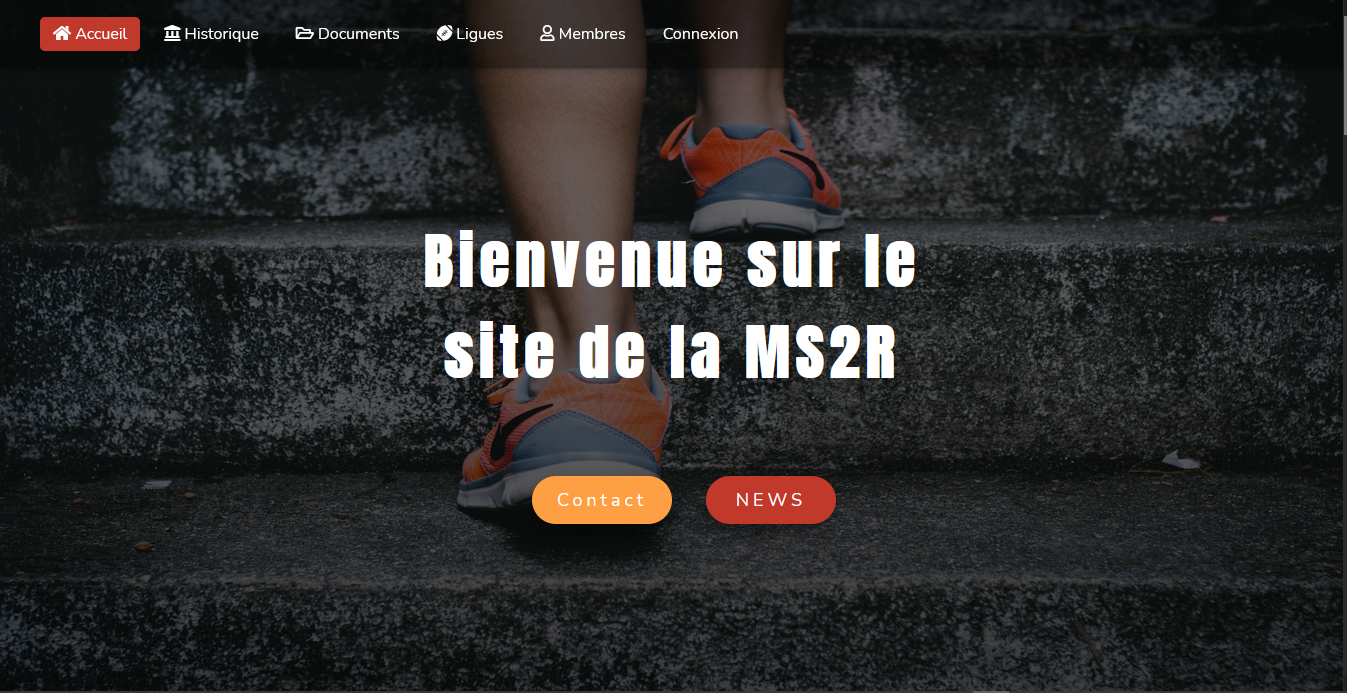 Accueil Historique Documents Ligues Membres Connexion
Bienvenue sur le
site de la MS2R
Contact NEWS